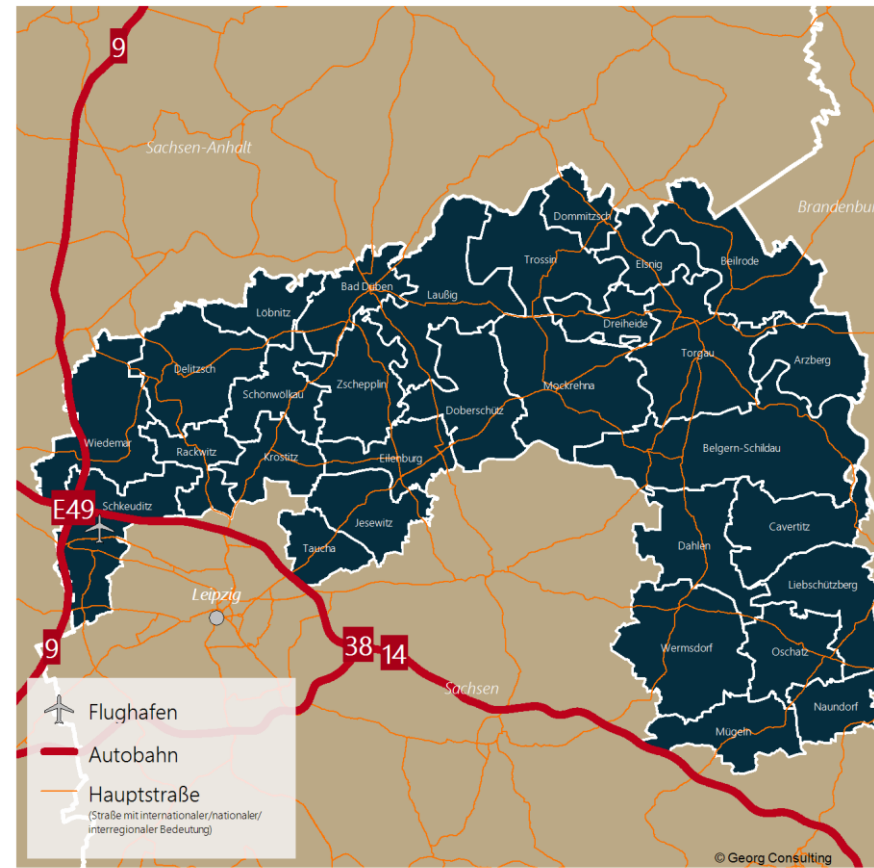 9
Sachsen-Anhalt
Brandenbur
Dommitzsch
Trossin
Elsnig
Beilrode
Bad Düben
Laußig
Löbnitz
Dreiheide
Torgau
Arzberg
Delitzsch
Schönwölkau
Zschepplin
Mockrehna
Doberschütz
Wiedemar
Rackwitz
Krostitz
Eilenburg
Belgern-Schildau
E49
Schkeuditz
Jesewitz
Cavertitz
Taucha
Dahlen
Liebschützberg
Leipzig
9
38
14
Wermsdorf
Oschatz
Sachsen
Naundorf
Mügeln
Flughafen
Autobahn
Hauptstraße
(Straße mit internationaler/nationaler/
interregionaler Bedeutung)
© Georg Consulting